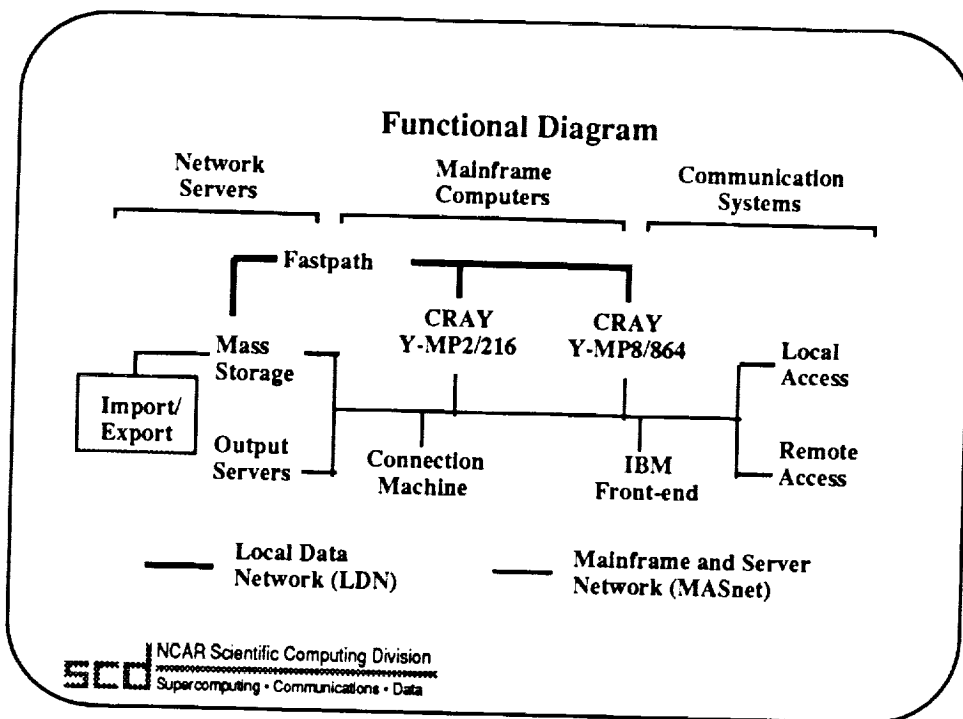 Functional Diagram
Network
Servers
Mainframe
Computers
Communication
Systems
Fastpath
CRAY
Y-MP2/216
CRAY
Y-MP8/864
Mass
Storage
Local
Access
Import/
Export
Output
Servers
Connection
Machine
IBM
Front-end
Remote
Access
Local Data
Network (LDN)
Mainframe and Server
Network (MASnet)
scd
NCAR Scientific Computing Division
Supercomputing • Communications • Data